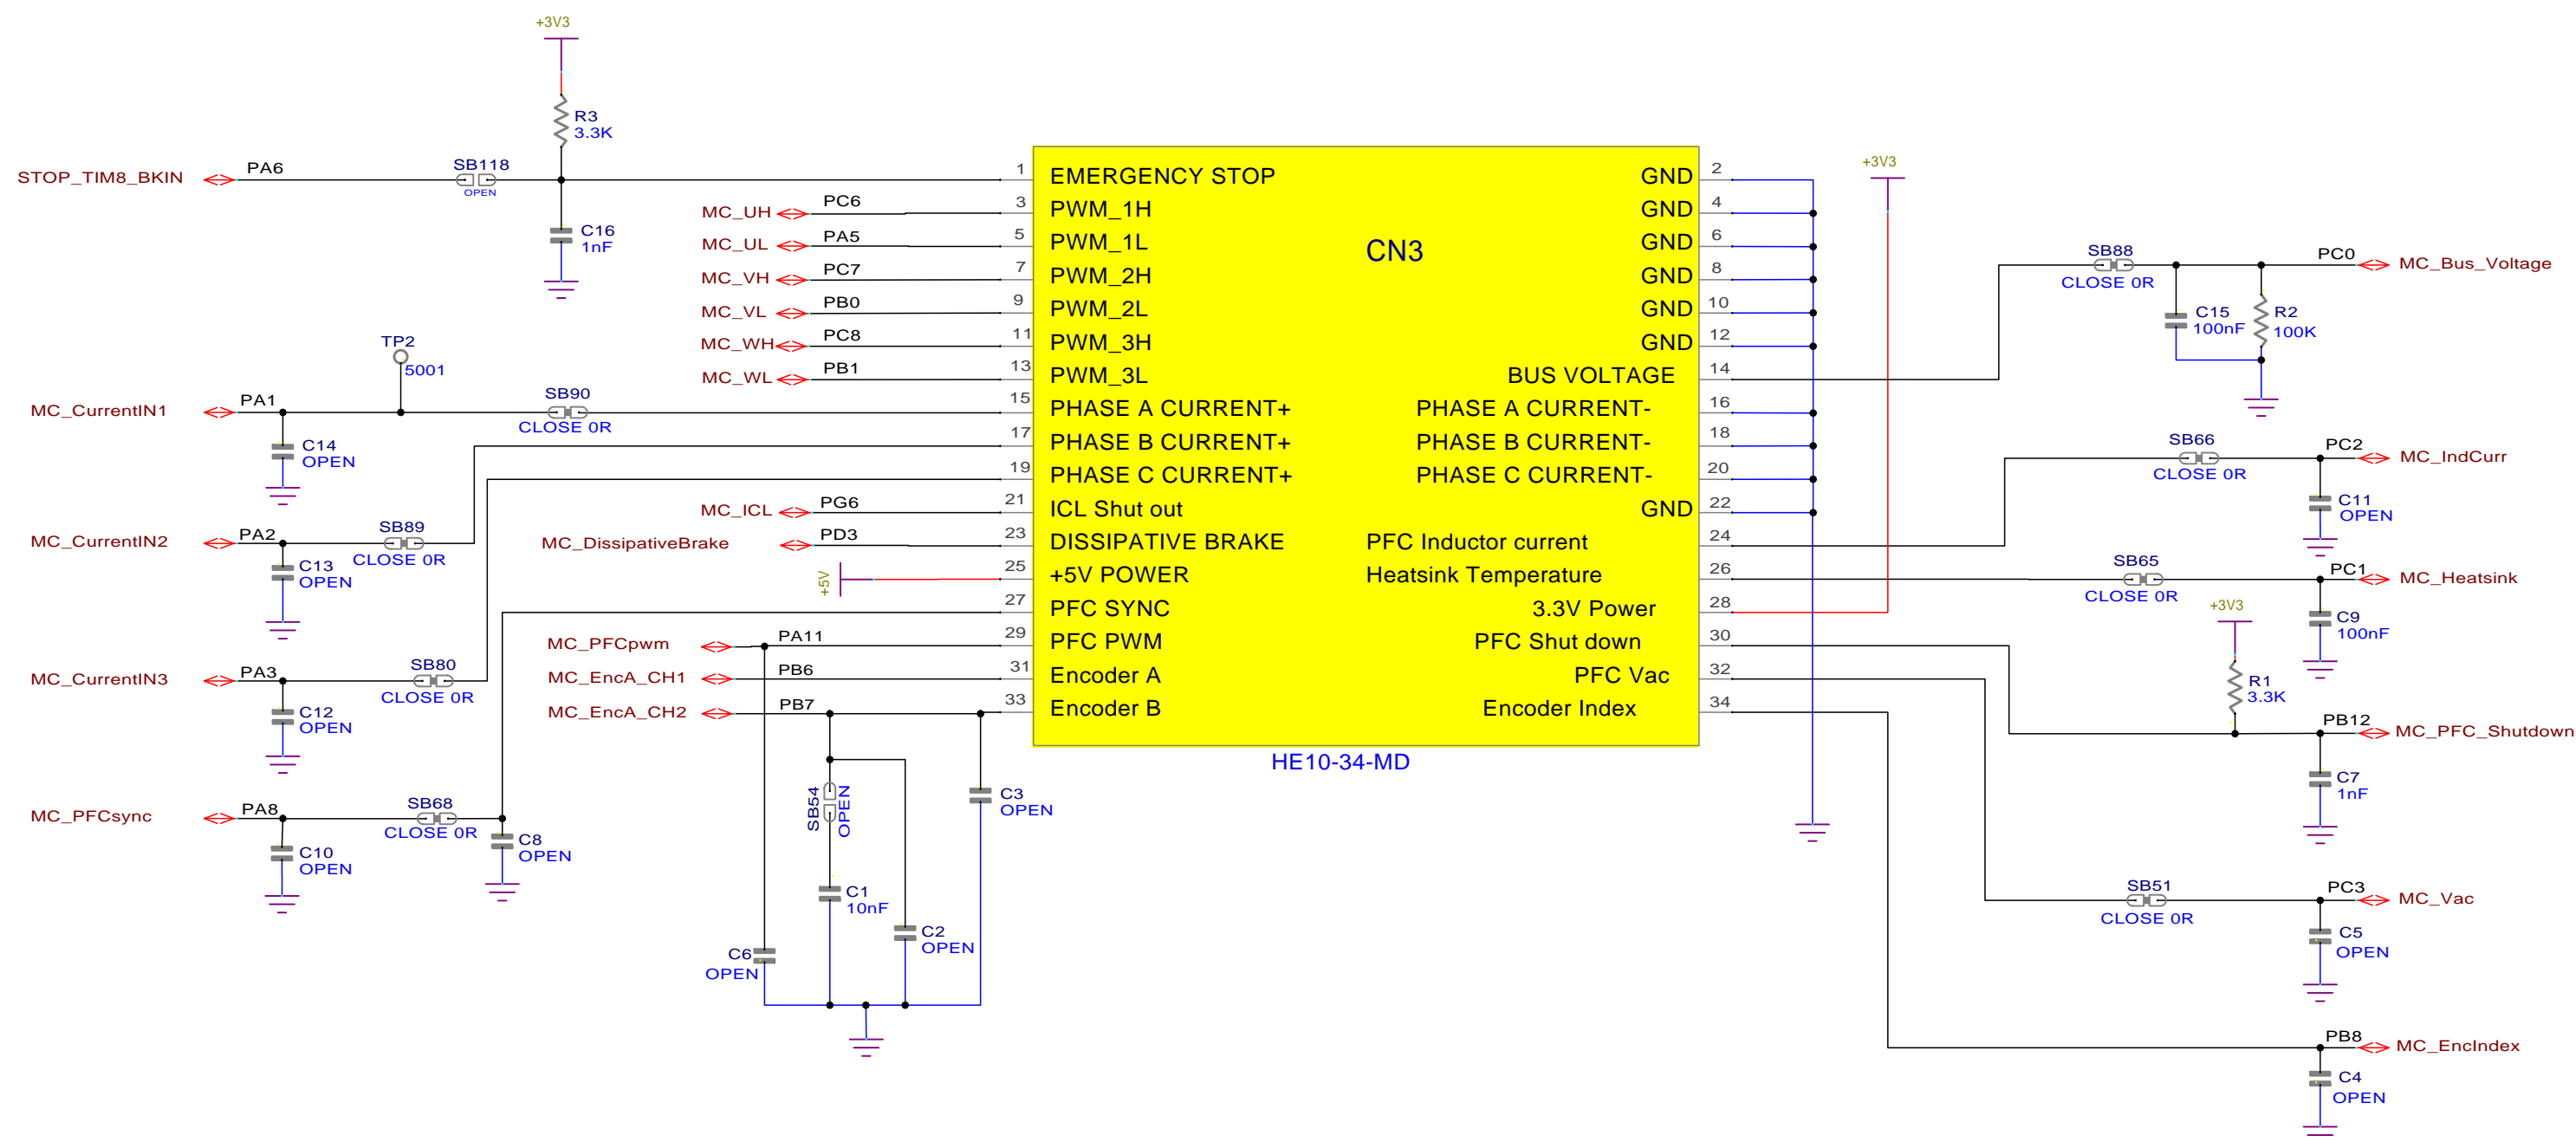 +3V3
R3
3.3K
STOP_TIM8_BKIN
PA6
SB118
OPEN
C16
1nF
MC_UH
PC6
MC_UL
PA5
MC_VH
PC7
MC_VL
PB0
MC_WH
PC8
MC_WL
PB1
TP2
5001
MC_CurrentIN1
PA1
SB90
CLOSE 0R
C14
OPEN
MC_CurrentIN2
PA2
SB89
CLOSE 0R
C13
OPEN
MC_CurrentIN3
PA3
SB80
CLOSE 0R
C12
OPEN
MC_PFCsync
PA8
SB68
CLOSE 0R
C10
OPEN
C8
OPEN
MC_ICL
PG6
MC_DissipativeBrake
PD3
+5V
MC_PFCpwm
PA11
MC_EncA_CH1
PB6
MC_EncA_CH2
PB7
SB54
OPEN
C3
OPEN
C1
10nF
C2
OPEN
C6
OPEN
CN3
1 EMERGENCY STOP GND 2
3 PWM_1H GND 4
5 PWM_1L GND 6
7 PWM_2H GND 8
9 PWM_2L GND 10
11 PWM_3H GND 12
13 PWM_3L BUS VOLTAGE 14
15 PHASE A CURRENT+ PHASE A CURRENT- 16
17 PHASE B CURRENT+ PHASE B CURRENT- 18
19 PHASE C CURRENT+ PHASE C CURRENT- 20
21 ICL Shut out GND 22
23 DISSIPATIVE BRAKE PFC Inductor current 24
25 +5V POWER Heatsink Temperature 26
27 PFC SYNC 3.3V Power 28
29 PFC PWM PFC Shut down 30
31 Encoder A PFC Vac 32
33 Encoder B Encoder Index 34
HE10-34-MD
+3V3
SB88
CLOSE 0R
PC0
MC_Bus_Voltage
C15
100nF
R2
100K
SB66
CLOSE 0R
PC2
MC_IndCurr
C11
OPEN
SB65
CLOSE 0R
PC1
MC_Heatsink
C9
100nF
+3V3
R1
3.3K
PB12
MC_PFC_Shutdown
C7
1nF
SB51
CLOSE 0R
PC3
MC_Vac
C5
OPEN
PB8
MC_EncIndex
C4
OPEN